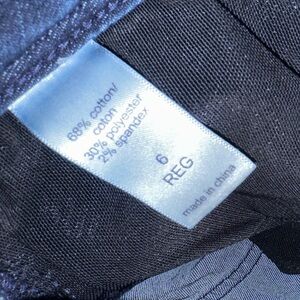 68% cotton/
coton
30% polyester
2% spandex
6
REG
made in china